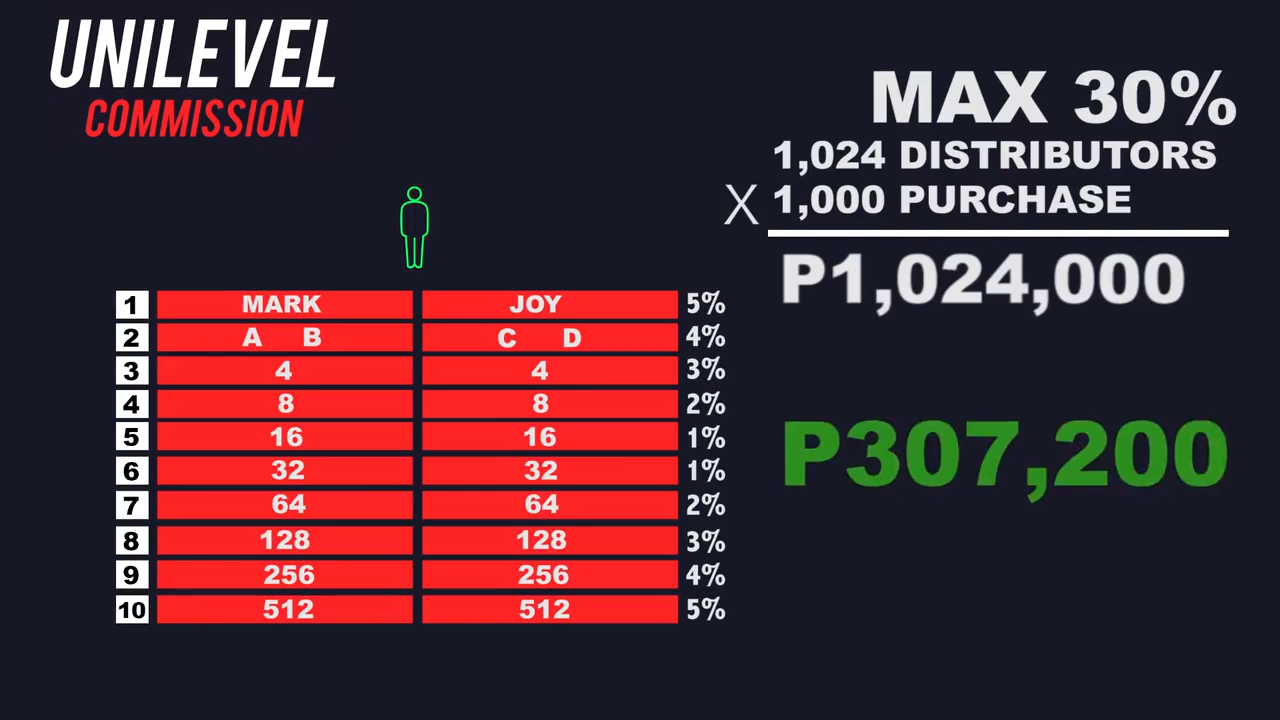 UNILEVEL
COMMISSION
MAX 30%
1,024 DISTRIBUTORS
X 1,000 PURCHASE
P1,024,000
P307,200
1 MARK JOY 5%
2 A B C D 4%
3 4 4 3%
4 8 8 2%
5 16 16 1%
6 32 32 1%
7 64 64 2%
8 128 128 3%
9 256 256 4%
10 512 512 5%